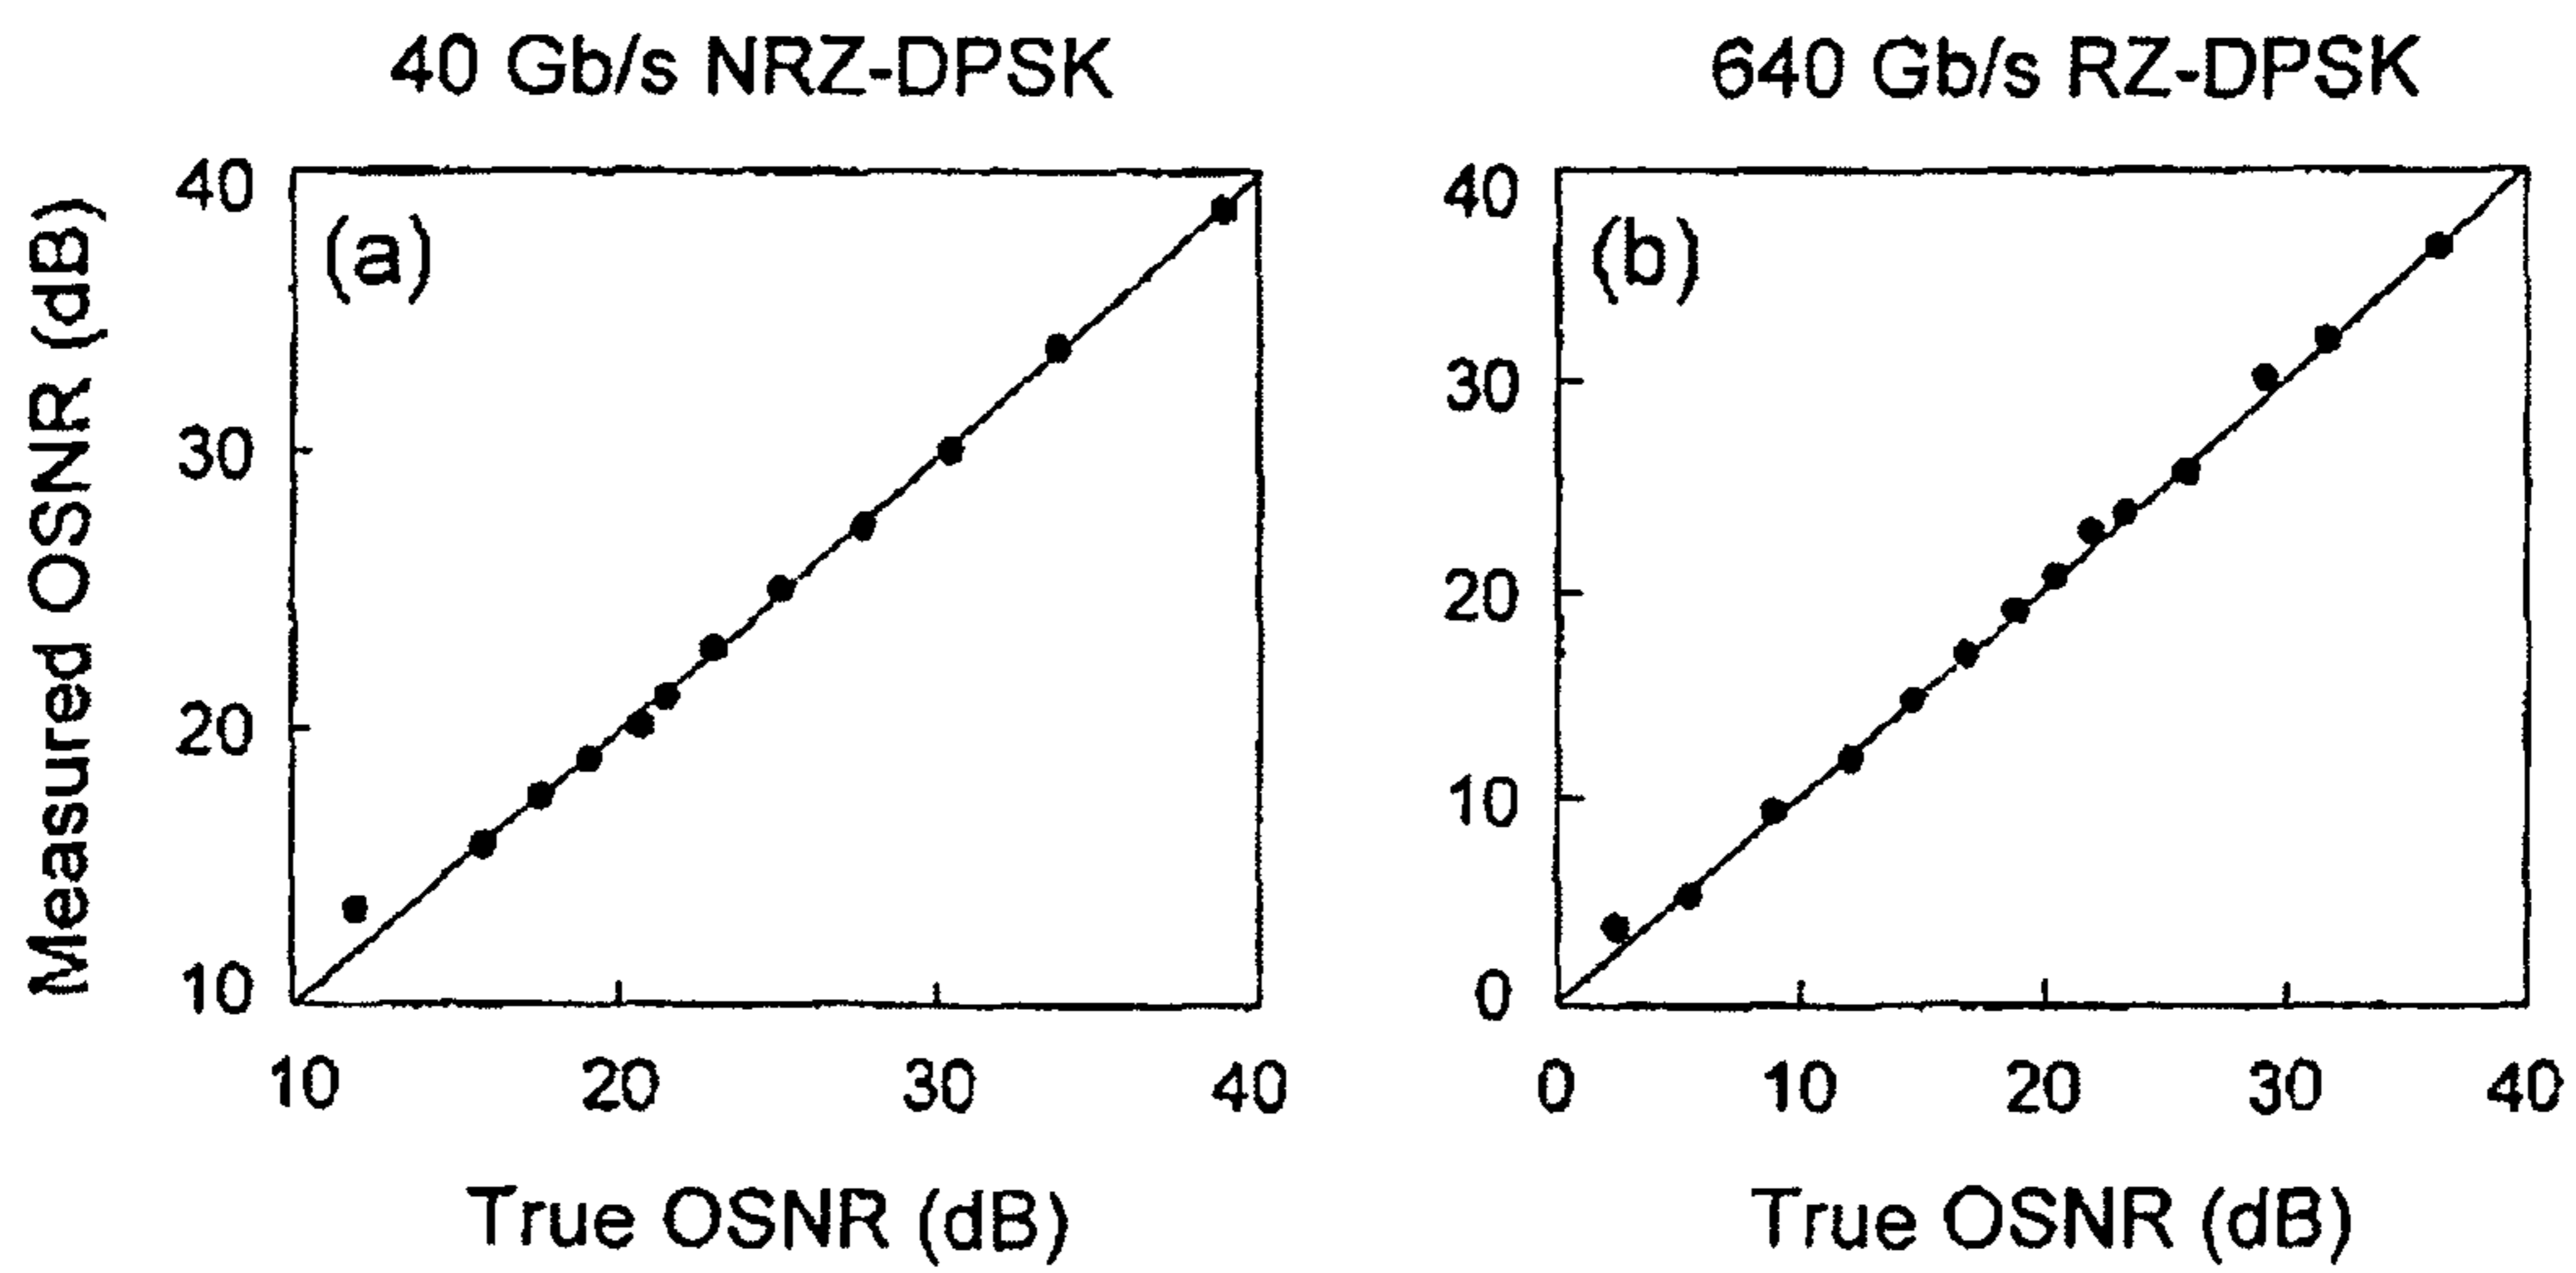 40 Gb/s NRZ-DPSK
640 Gb/s RZ-DPSK
Measured OSNR (dB)
40
30
20
10
(a)
10 20 30 40
True OSNR (dB)
40
30
20
10
0
(b)
0 10 20 30 40
True OSNR (dB)